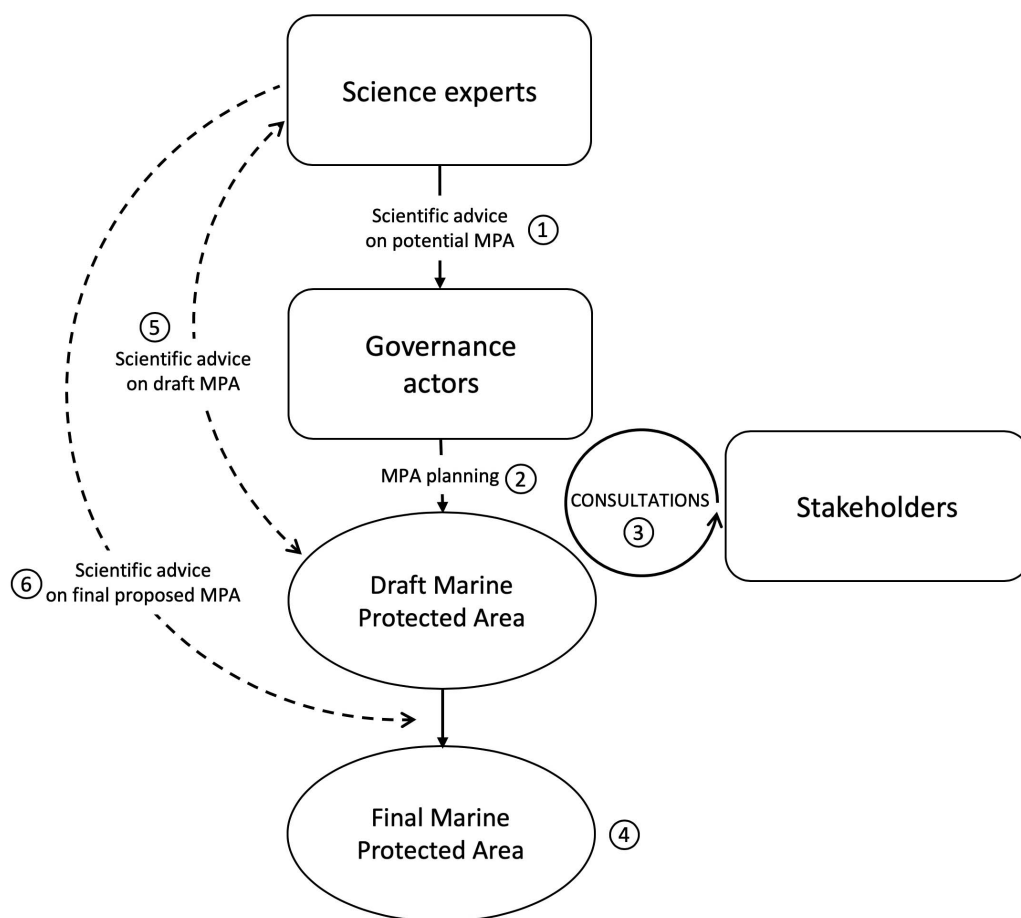 Science experts
Scientific advice
on potential MPA
1
Governance
actors
5
Scientific advice
on draft MPA
MPA planning
2
CONSULTATIONS
3
Stakeholders
Draft Marine
Protected Area
6
Scientific advice
on final proposed MPA
Final Marine
Protected Area
4